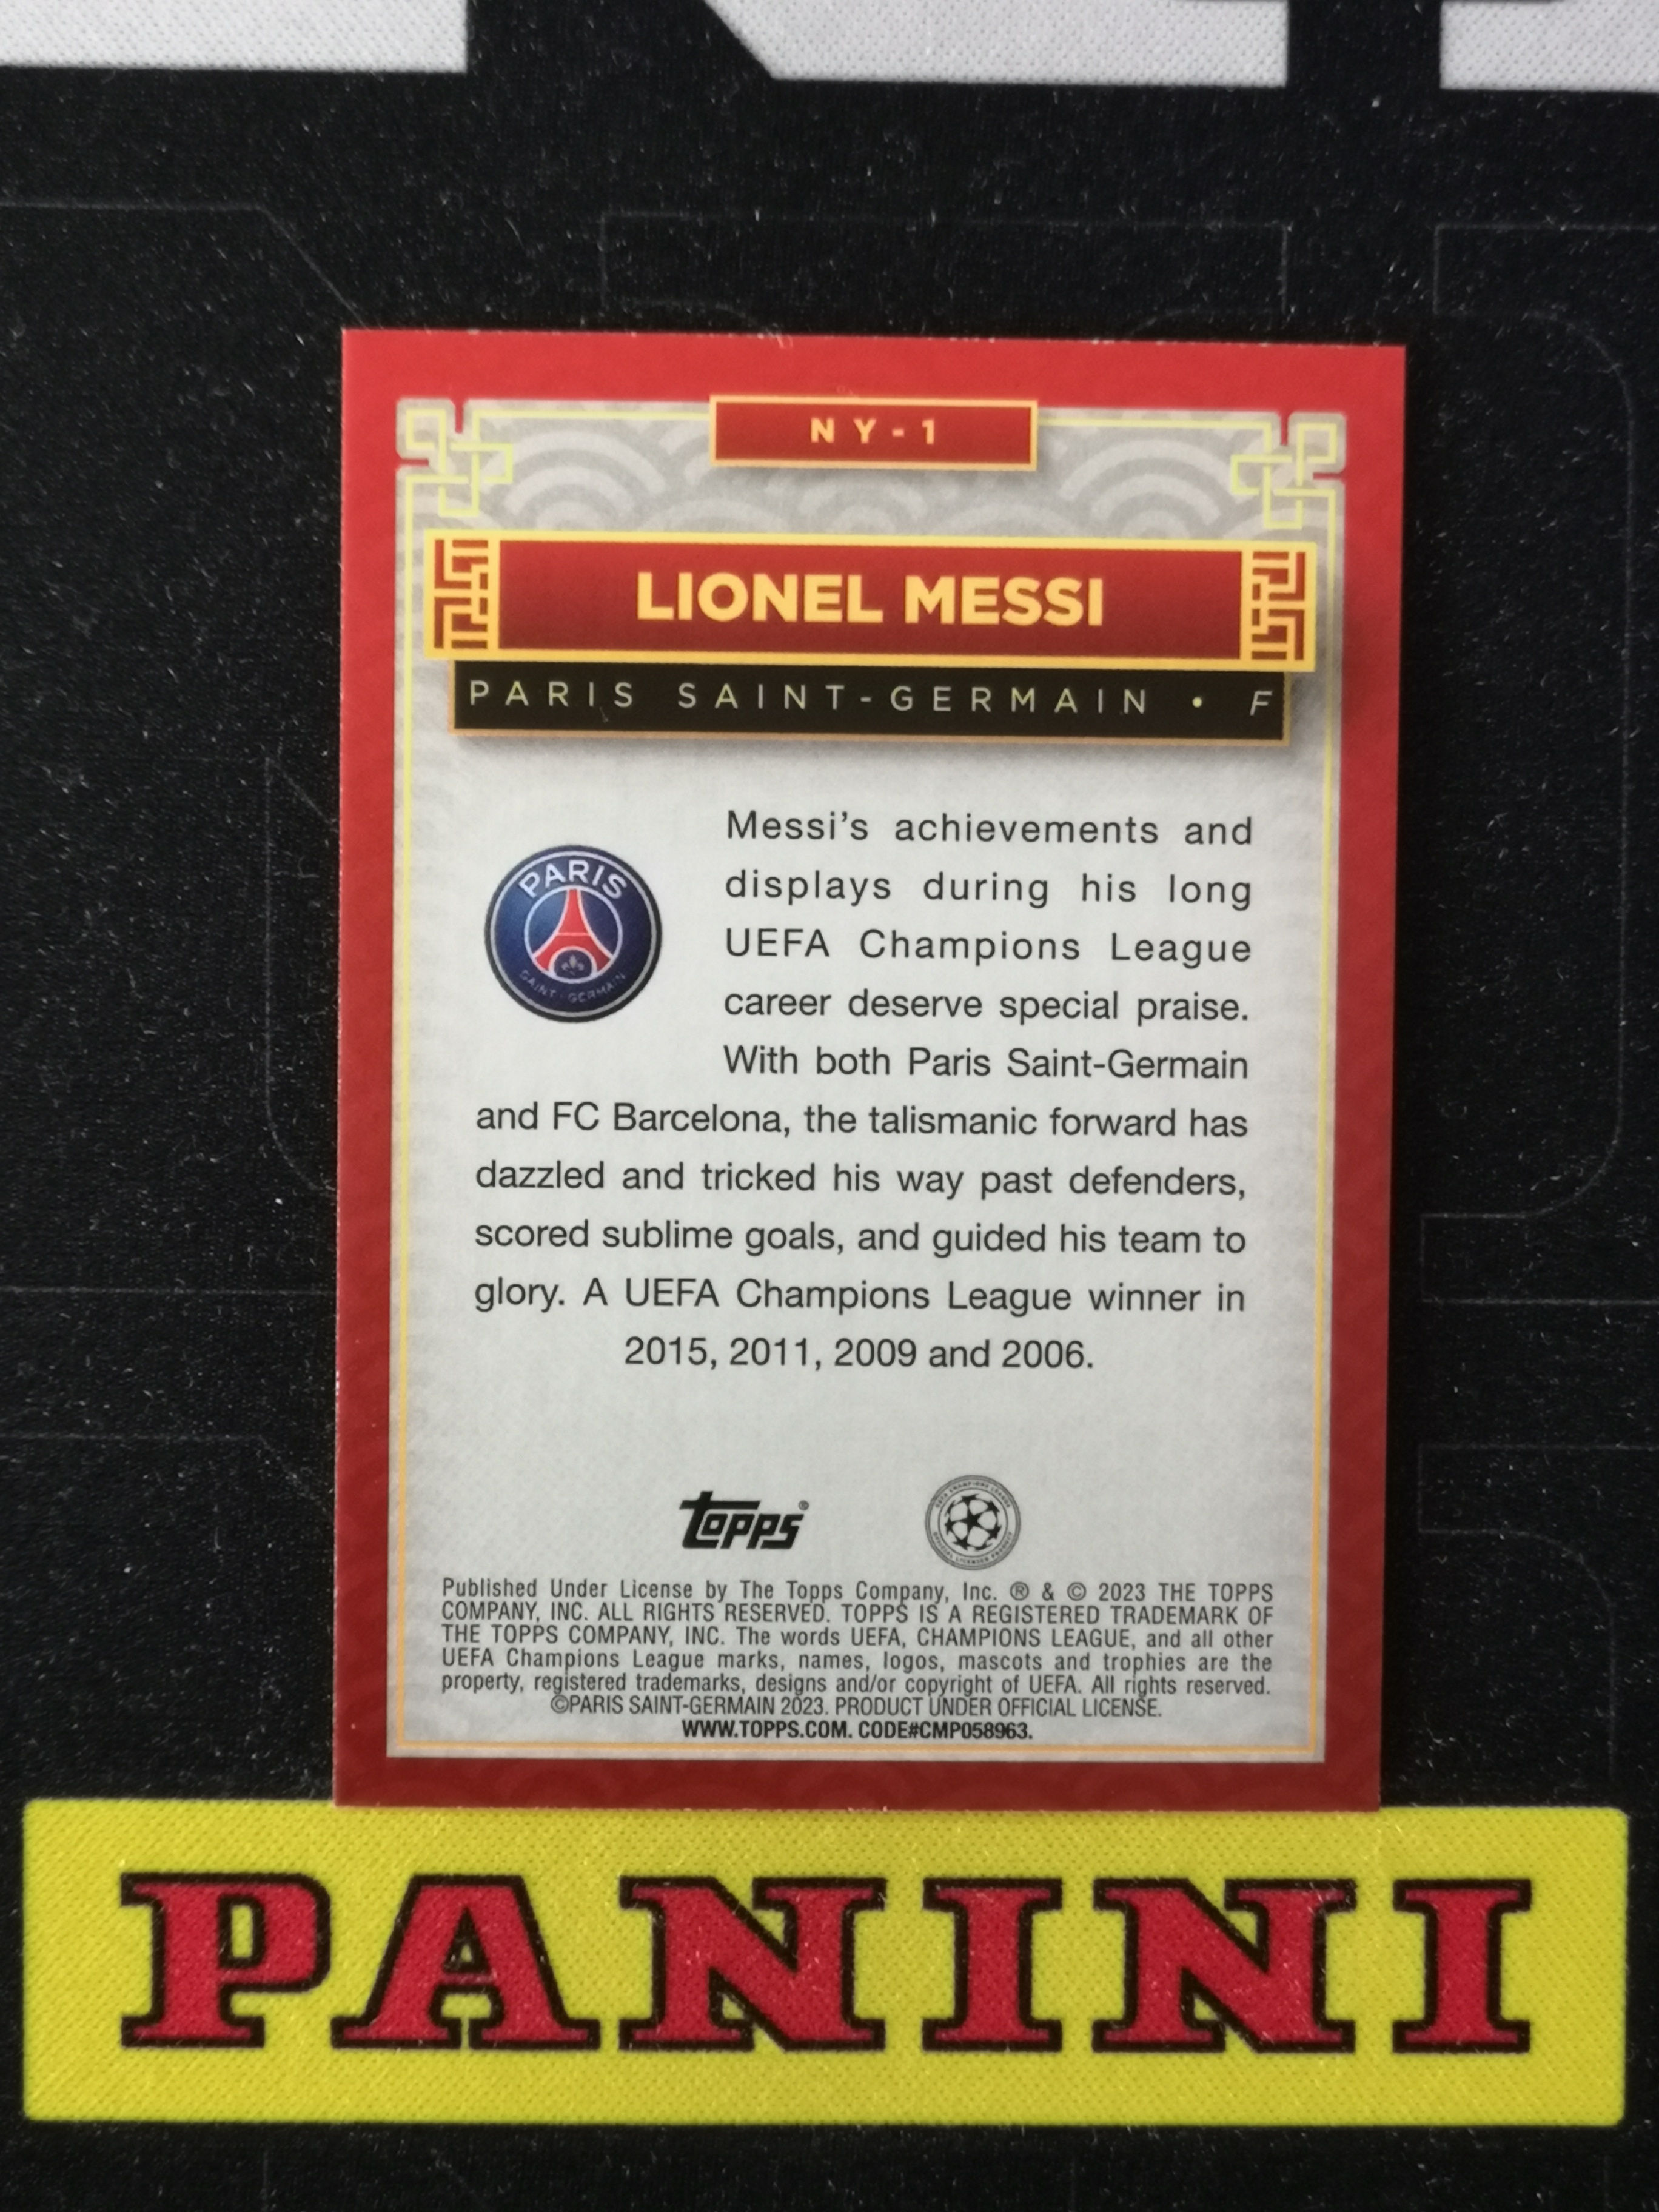 NY-1
LIONEL MESSI
PARIS SAINT-GERMAIN • F
PARIS
SAINT-GERMAIN
Messi's achievements and
displays during his long
UEFA Champions League
career deserve special praise.
With both Paris Saint-Germain
and FC Barcelona, the talismanic forward has
dazzled and tricked his way past defenders,
scored sublime goals, and guided his team to
glory. A UEFA Champions League winner in
2015, 2011, 2009 and 2006.
Topps®
Published Under License by The Topps Company, Inc. ® & © 2023 THE TOPPS
COMPANY, INC. ALL RIGHTS RESERVED. TOPPS IS A REGISTERED TRADEMARK OF
THE TOPPS COMPANY, INC. The words UEFA, CHAMPIONS LEAGUE, and all other
UEFA Champions League marks, names, logos, mascots and trophies are the
property, registered trademarks, designs and/or copyright of UEFA. All rights reserved.
©PARIS SAINT-GERMAIN 2023. PRODUCT UNDER OFFICIAL LICENSE.
WWW.TOPPS.COM. CODE#CMP058963.
PANINI